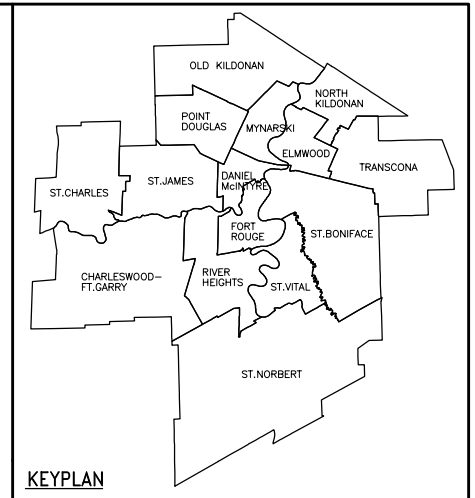 OLD KILDONAN
NORTH
KILDONAN
POINT
DOUGLAS
MYNARSKI
ELMWOOD
TRANSCONA
ST.CHARLES
ST.JAMES
DANIEL
McINTYRE
FORT
ROUGE
ST.BONIFACE
CHARLESWOOD–
FT.GARRY
RIVER
HEIGHTS
ST.VITAL
ST.NORBERT
KEYPLAN